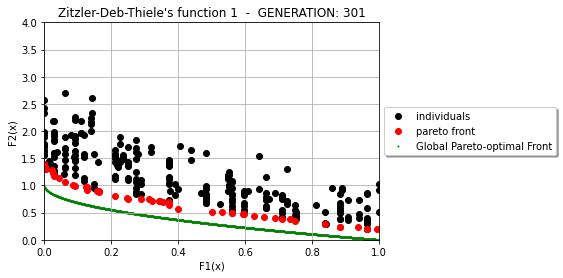 Zitzler-Deb-Thiele's function 1 - GENERATION: 301
4.0
3.5
3.0
2.5
2.0
1.5
1.0
0.5
0.0
F2(x)
0.0 0.2 0.4 0.6 0.8 1.0
F1(x)
individuals
pareto front
Global Pareto-optimal Front